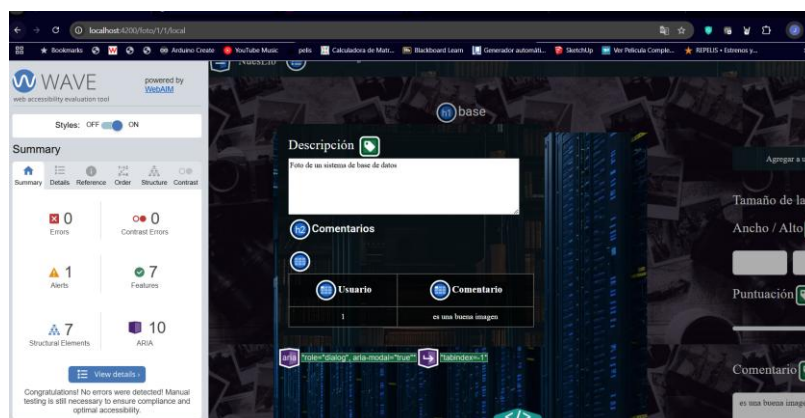 localhost:4200/foto/1/1/local
Bookmarks
Arduino Create
YouTube Music
pelis
Calculadora de Matr...
Blackboard Learn
Generador automáti...
SketchUp
Ver Pelicula Comple...
REPELIS • Estrenos y...
WAVE
web accessibility evaluation tool
powered by
WebAIM
Styles: OFF ON
Summary
Summary Details Reference Order Structure Contrast
0
Errors
0
Contrast Errors
1
Alerts
7
Features
7
Structural Elements
10
ARIA
View details ›
Congratulations! No errors were detected! Manual
testing is still necessary to ensure compliance and
optimal accessibility.
h1 base
Descripción
Foto de un sistema de base de datos
h2 Comentarios
Usuario Comentario
1 es una buena imagen
aria *role="dialog", aria-modal="true"* *tabindex=-1*
Agregar a
Tamaño de la
Ancho / Alto
Puntuación
Comentario
es una buena image